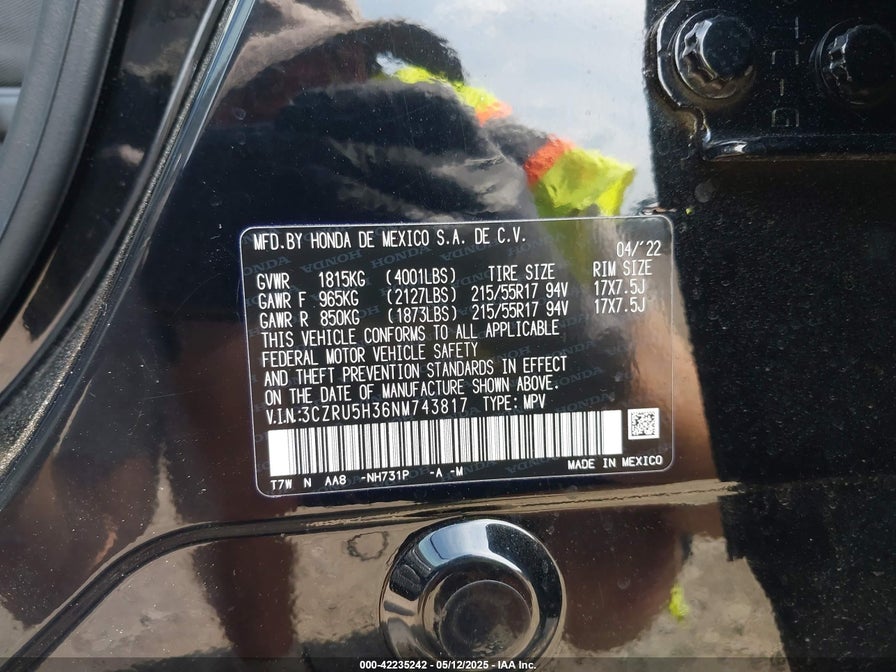 MFD.BY HONDA DE MEXICO S.A. DE C.V. 04/'22
GVWR 1815KG (4001LBS) TIRE SIZE RIM SIZE
GAWR F 965KG (2127LBS) 215/55R17 94V 17X7.5J
GAWR R 850KG (1873LBS) 215/55R17 94V 17X7.5J
THIS VEHICLE CONFORMS TO ALL APPLICABLE
FEDERAL MOTOR VEHICLE SAFETY
AND THEFT PREVENTION STANDARDS IN EFFECT
ON THE DATE OF MANUFACTURE SHOWN ABOVE.
V.I.N:3CZRU5H36NM743817 TYPE: MPV
T7W N AA8 -NH731P -A -M MADE IN MEXICO
000-42235242 - 05/12/2025 - IAA Inc.